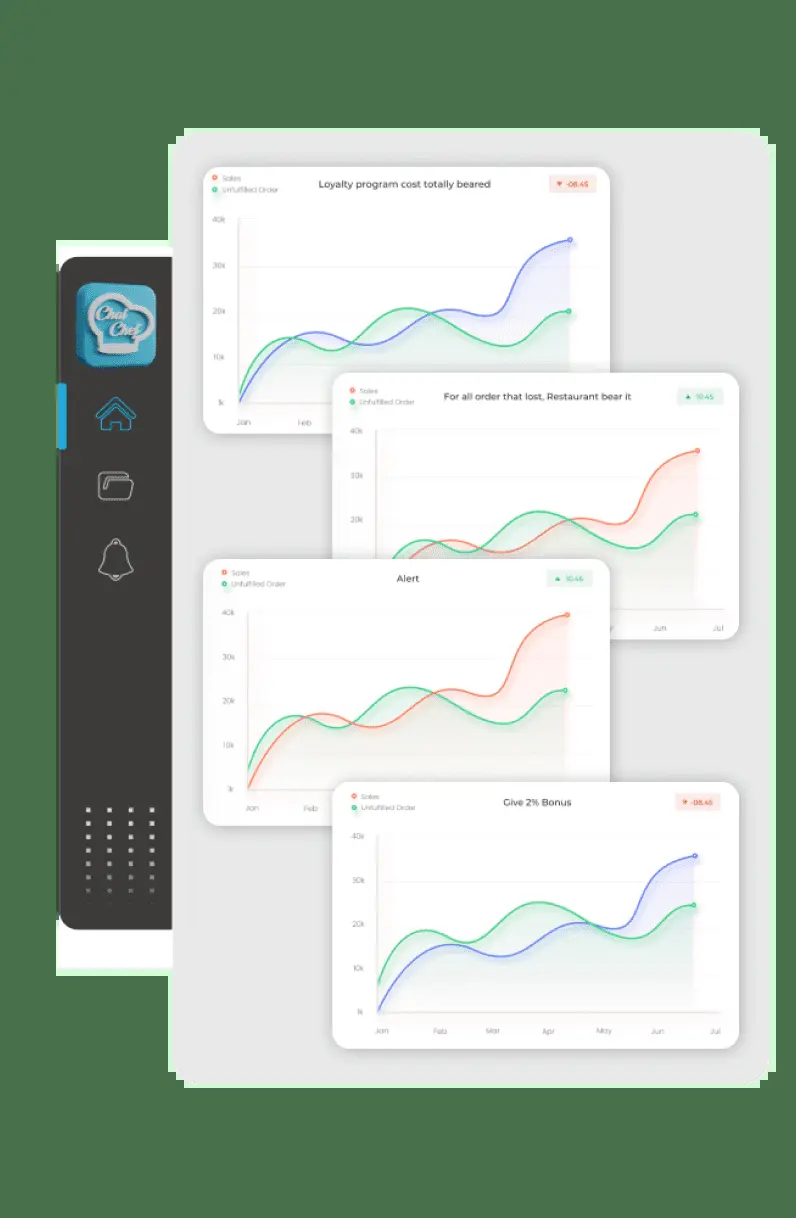 Chat
Chef
Sales
Unfulfilled Order
Loyalty program cost totally beared
-08.45
40k
30k
20k
10k
1k
Jan
Feb
Sales
Unfulfilled Order
For all order that lost, Restaurant bear it
10.45
40k
30k
20k
Jun
Jul
Sales
Unfulfilled Order
Alert
10.45
40k
30k
20k
10k
1k
Jan
Feb
Sales
Unfulfilled Order
Give 2% Bonus
-08.45
40k
30k
20k
10k
1k
Jan
Feb
Mar
Apr
May
Jun
Jul